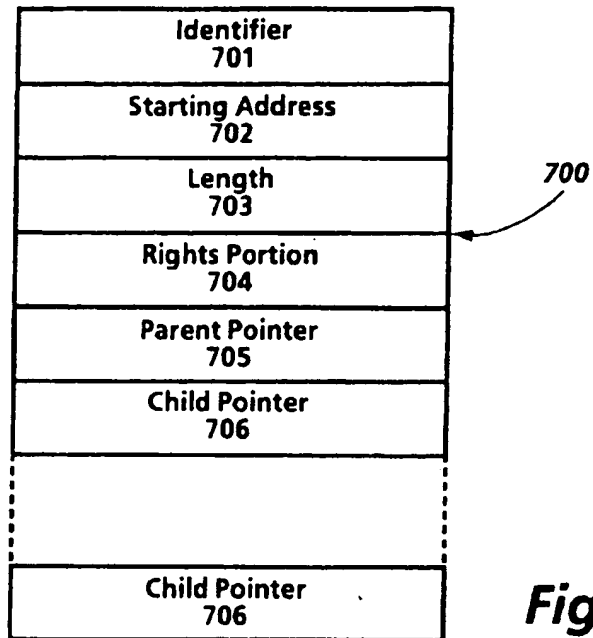 Identifier
701
Starting Address
702
Length
703
700
Rights Portion
704
Parent Pointer
705
Child Pointer
706
Child Pointer
706
Fig